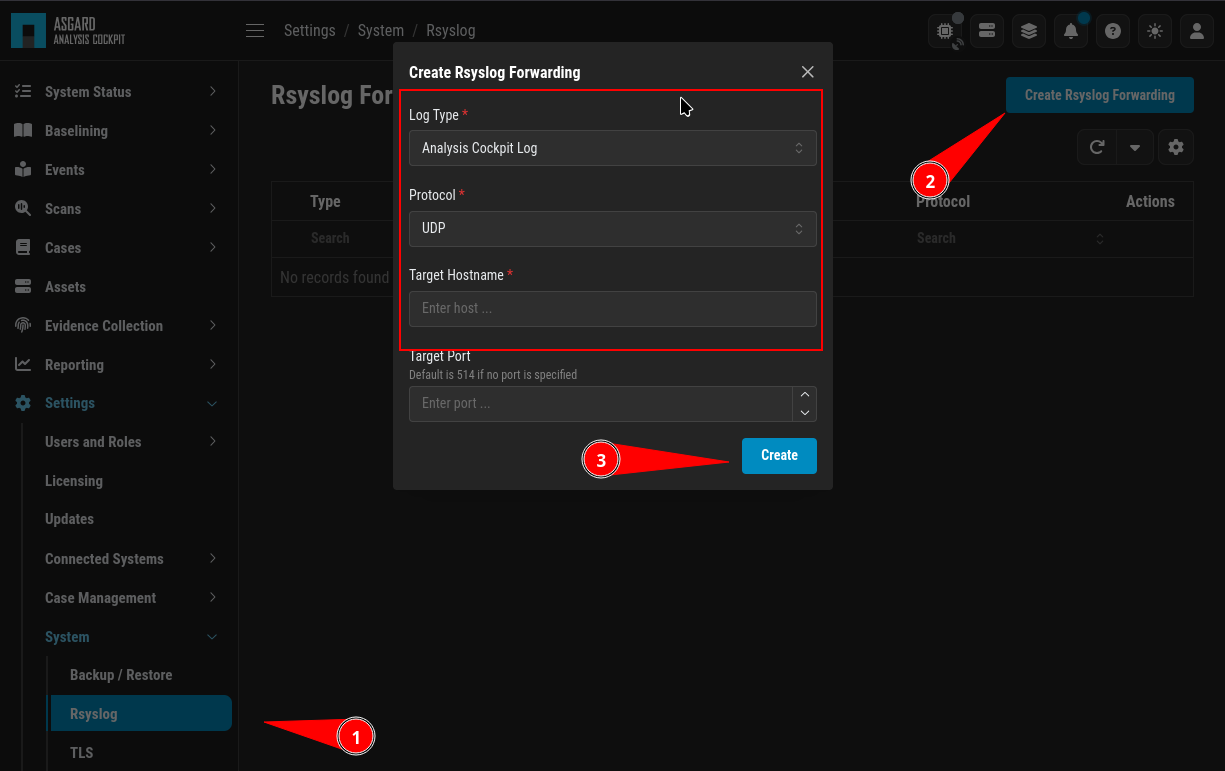 ASGARD
ANALYSIS COCKPIT
Settings / System / Rsyslog
System Status
Baselining
Events
Scans
Cases
Assets
Evidence Collection
Reporting
Settings
Users and Roles
Licensing
Updates
Connected Systems
Case Management
System
Backup / Restore
Rsyslog
TLS
1
Rsyslog For
Create Rsyslog Forwarding
2
Type
Protocol
Actions
Search
Search
No records found
Create Rsyslog Forwarding
Log Type *
Analysis Cockpit Log
Protocol *
UDP
Target Hostname *
Enter host ...
Target Port
Default is 514 if no port is specified
Enter port ...
3
Create